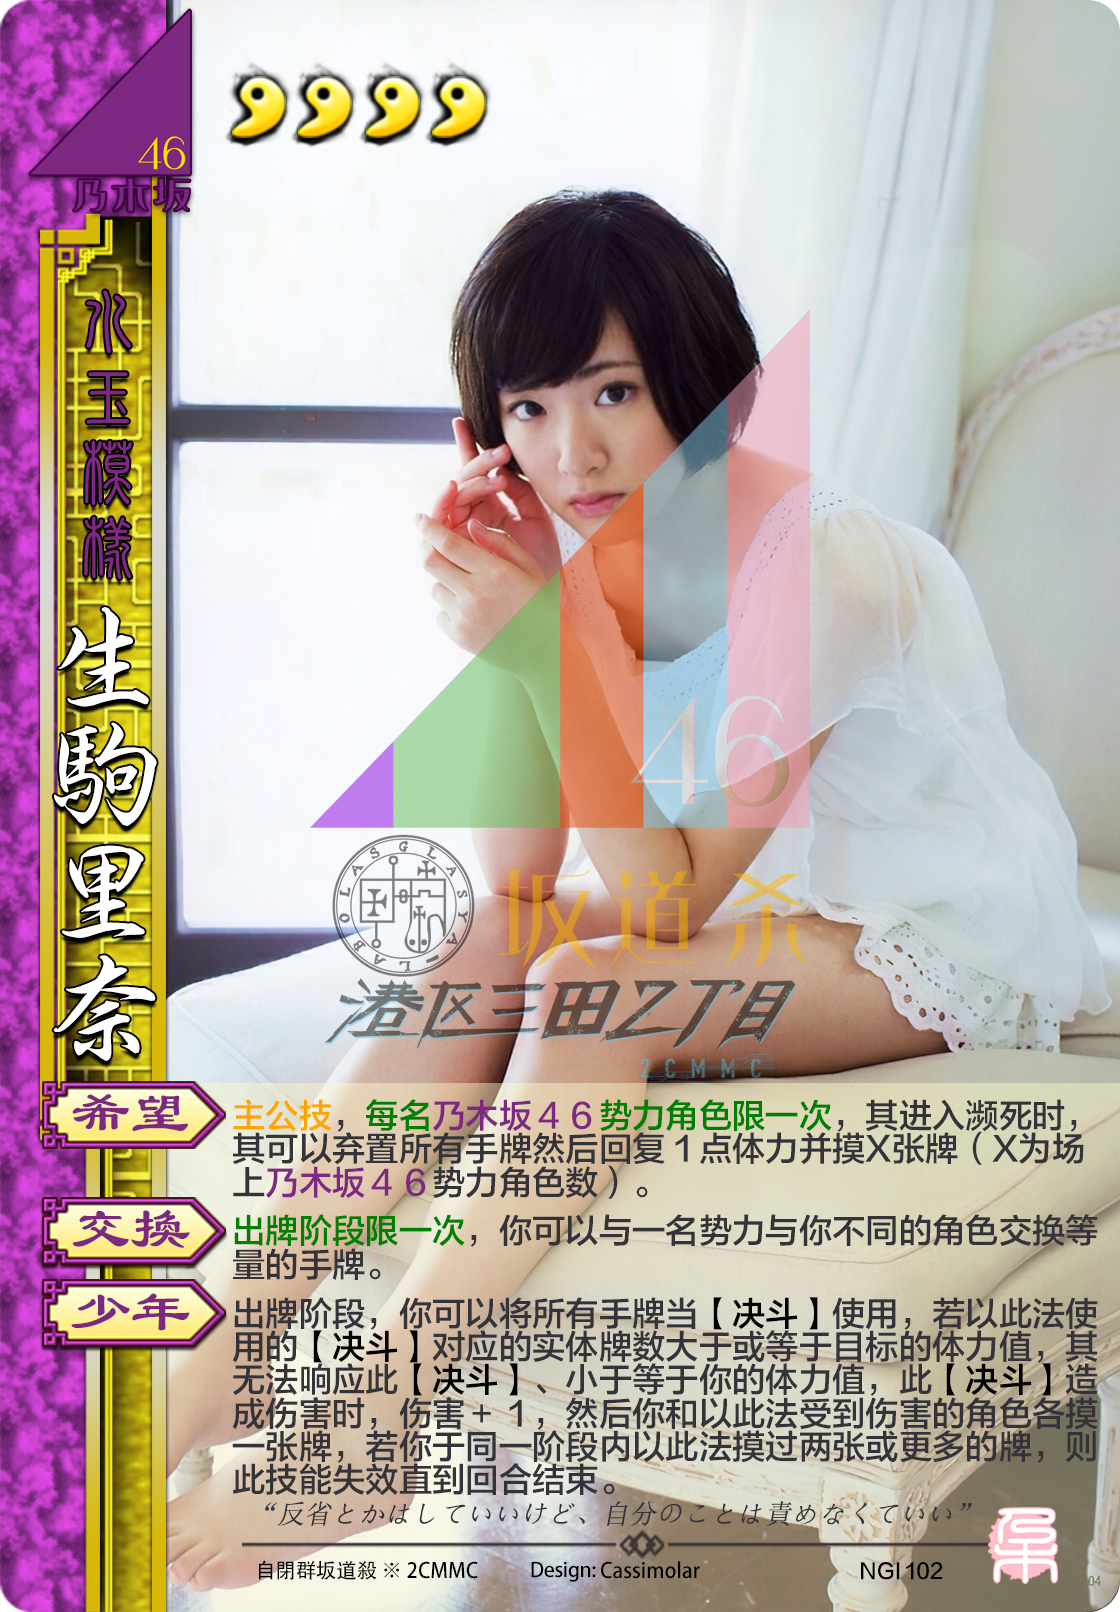 46
乃木坂
水玉模様
生駒里奈
46
LABOLASGLASYA
坂道杀
港区三田乙丁目
2CMMC
希望
主公技，每名乃木坂４６势力角色限一次，其进入濒死时，
其可以弃置所有手牌然后回复１点体力并摸X张牌（X为场
上乃木坂４６势力角色数）。
交换
出牌阶段限一次，你可以与一名势力与你不同的角色交换等
量的手牌。
少年
出牌阶段，你可以将所有手牌当【决斗】使用，若以此法使
用的【决斗】对应的实体牌数大于或等于目标的体力值，其
无法响应此【决斗】、小于等于你的体力值，此【决斗】造
成伤害时，伤害＋１，然后你和以此法受到伤害的角色各摸
一张牌，若你于同一阶段内以此法摸过两张或更多的牌，则
此技能失效直到回合结束。
“反省とかはしていいけど、自分のことは責めなくていい”
自閉群坂道殺 ※ 2CMMC Design: Cassimolar NGI102
04